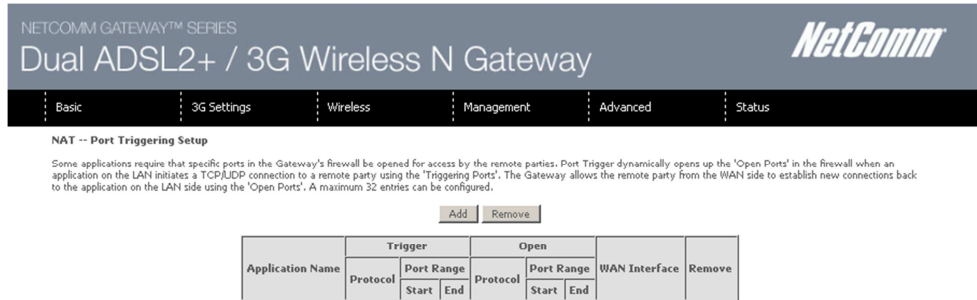 NETCOMM GATEWAY™ SERIES
Dual ADSL2+ / 3G Wireless N Gateway
NetComm
Basic 3G Settings Wireless Management Advanced Status
NAT -- Port Triggering Setup
Some applications require that specific ports in the Gateway's firewall be opened for access by the remote parties. Port Trigger dynamically opens up the 'Open Ports' in the firewall when an
application on the LAN initiates a TCP/UDP connection to a remote party using the 'Triggering Ports'. The Gateway allows the remote party from the WAN side to establish new connections back
to the application on the LAN side using the 'Open Ports'. A maximum 32 entries can be configured.
Add Remove
Application Name Trigger Open WAN Interface Remove
Protocol Port Range Protocol Port Range
Start End Start End